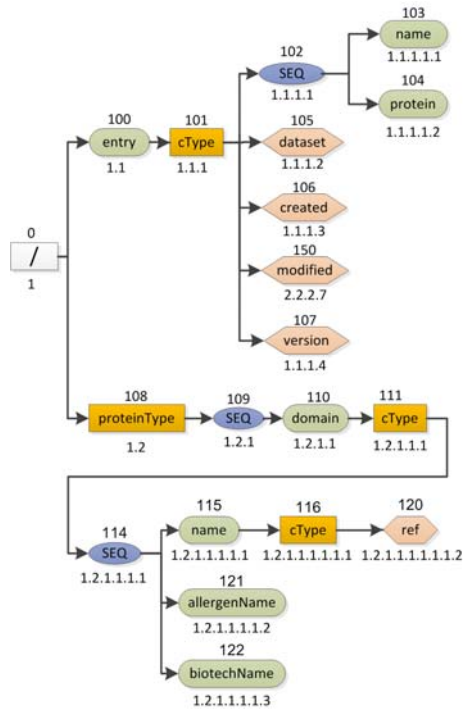 103
name
1.1.1.1.1
102
SEQ
1.1.1.1
104
protein
1.1.1.1.2
100
entry
1.1
101
cType
1.1.1
105
dataset
1.1.1.2
106
created
1.1.1.3
0
/
1
150
modified
2.2.2.7
107
version
1.1.1.4
108
proteinType
1.2
109
SEQ
1.2.1
110
domain
1.2.1.1
111
cType
1.2.1.1.1
114
SEQ
1.2.1.1.1.1
115
name
1.2.1.1.1.1.1
116
cType
1.2.1.1.1.1.1.1
120
ref
1.2.1.1.1.1.1.1.2
121
allergenName
1.2.1.1.1.1.2
122
biotechName
1.2.1.1.1.1.3